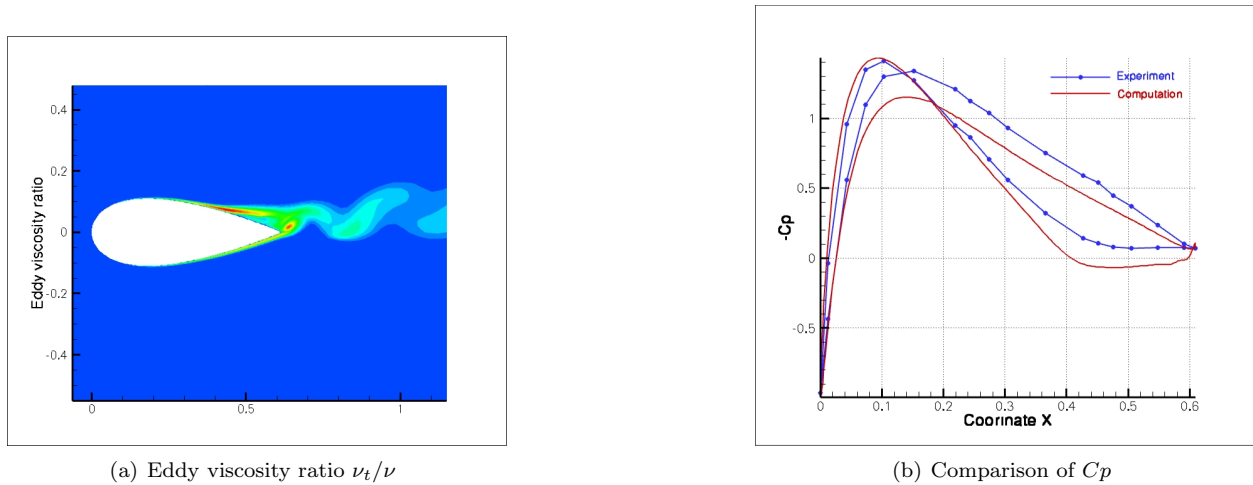 0.4
0.2
0
-0.2
-0.4
Eddy viscosity ratio
0
0.5
1
(a) Eddy viscosity ratio νt/ν
Experiment
Computation
1
0.5
0
-0.5
-Cp
0
0.1
0.2
0.3
0.4
0.5
0.6
Coorinate X
(b) Comparison of Cp